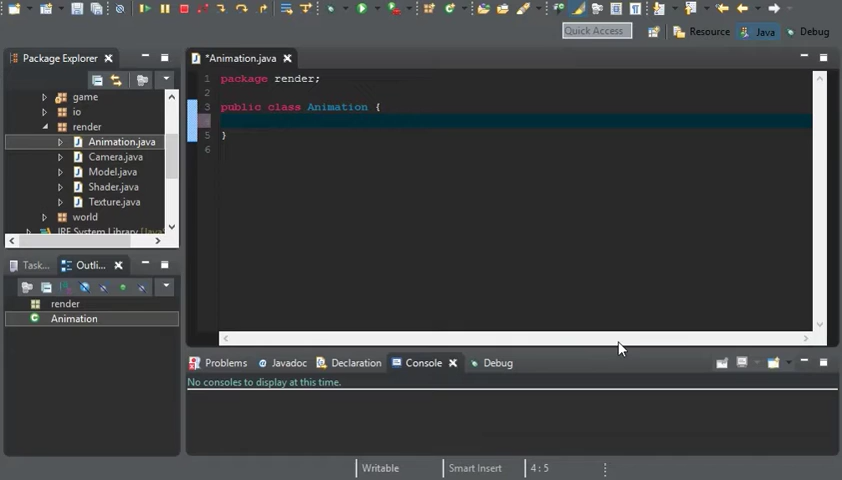 Quick Access
Resource
Java
Debug
Package Explorer
*Animation.java
game
io
render
Animation.java
Camera.java
Model.java
Shader.java
Texture.java
world
JRE System Library
1 package render;
2
3 public class Animation {
4
5 }
6
Task...
Outli...
render
Animation
Problems
Javadoc
Declaration
Console
Debug
No consoles to display at this time.
Writable
Smart Insert
4 : 5